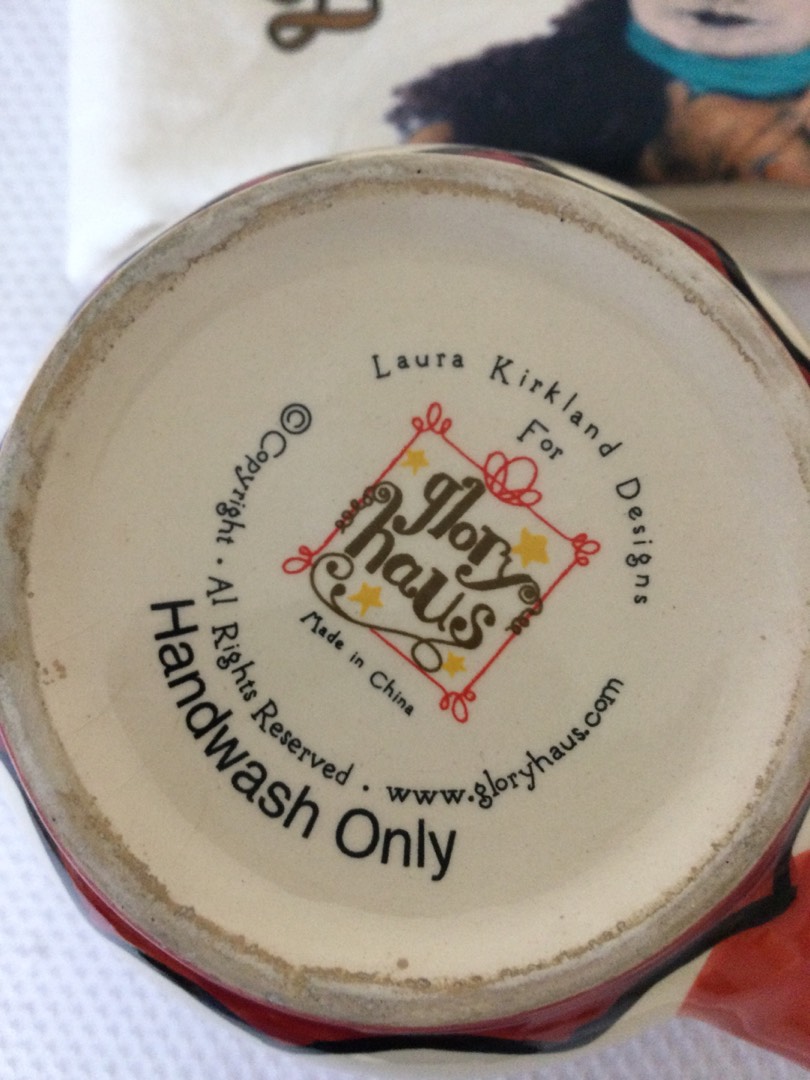 Laura Kirkland Designs
For
glory
haus
Made in China
©Copyright · Al Rights Reserved · www.gloryhaus.com
Handwash Only